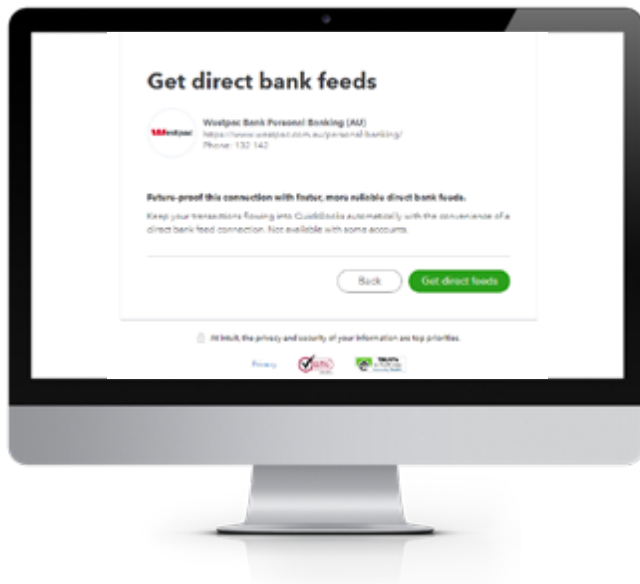 Get direct bank feeds
Westpac
Westpac Bank Personal Banking (AU)
https://www.westpac.com.au/personal-banking/
Phone: 132 142
Future-proof this connection with faster, more reliable direct bank feeds.
Keep your transactions flowing into QuickBooks automatically with the convenience of a
direct bank feed connection. Not available with some accounts.
Back
Get direct feeds
At Intuit, the privacy and security of your information are top priorities.
Privacy